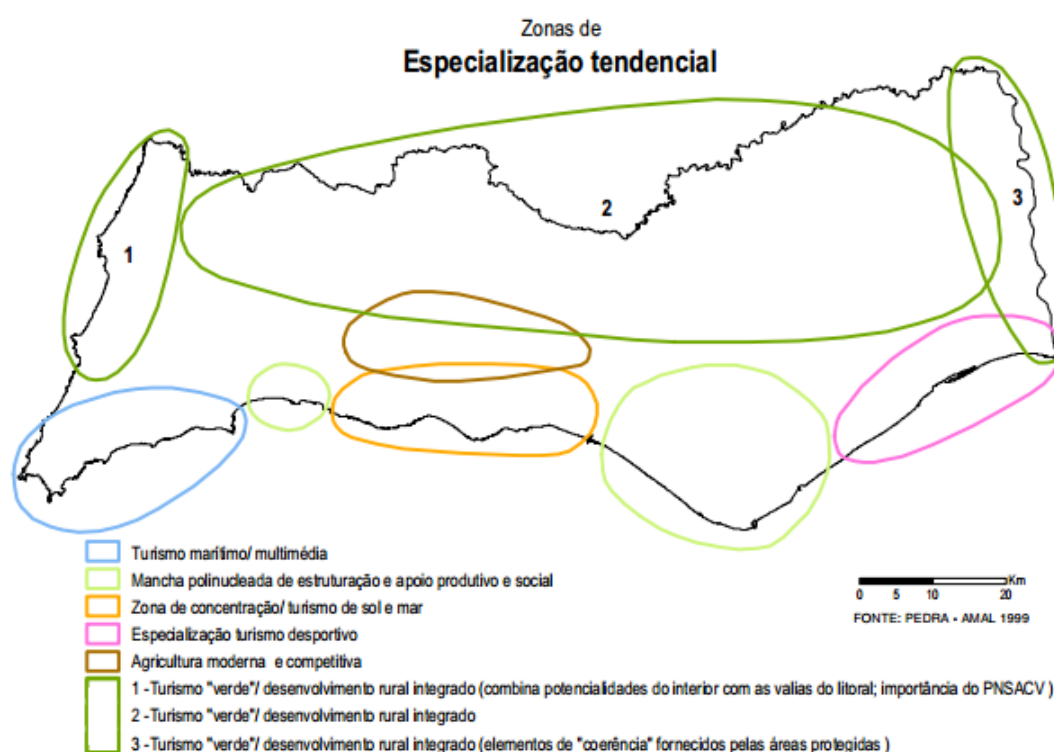 Zonas de
Especialização tendencial
1
2
3
Turismo marítimo/ multimédia
Mancha polinucleada de estruturação e apoio produtivo e social
Zona de concentração/ turismo de sol e mar
Especialização turismo desportivo
Agricultura moderna e competitiva
1 -Turismo "verde"/ desenvolvimento rural integrado (combina potencialidades do interior com as valias do litoral; importância do PNSACV )
2 -Turismo "verde"/ desenvolvimento rural integrado
3 -Turismo "verde"/ desenvolvimento rural integrado (elementos de "coerência" fornecidos pelas áreas protegidas )
Km
0 5 10 20
FONTE: PEDRA - AMAL 1999